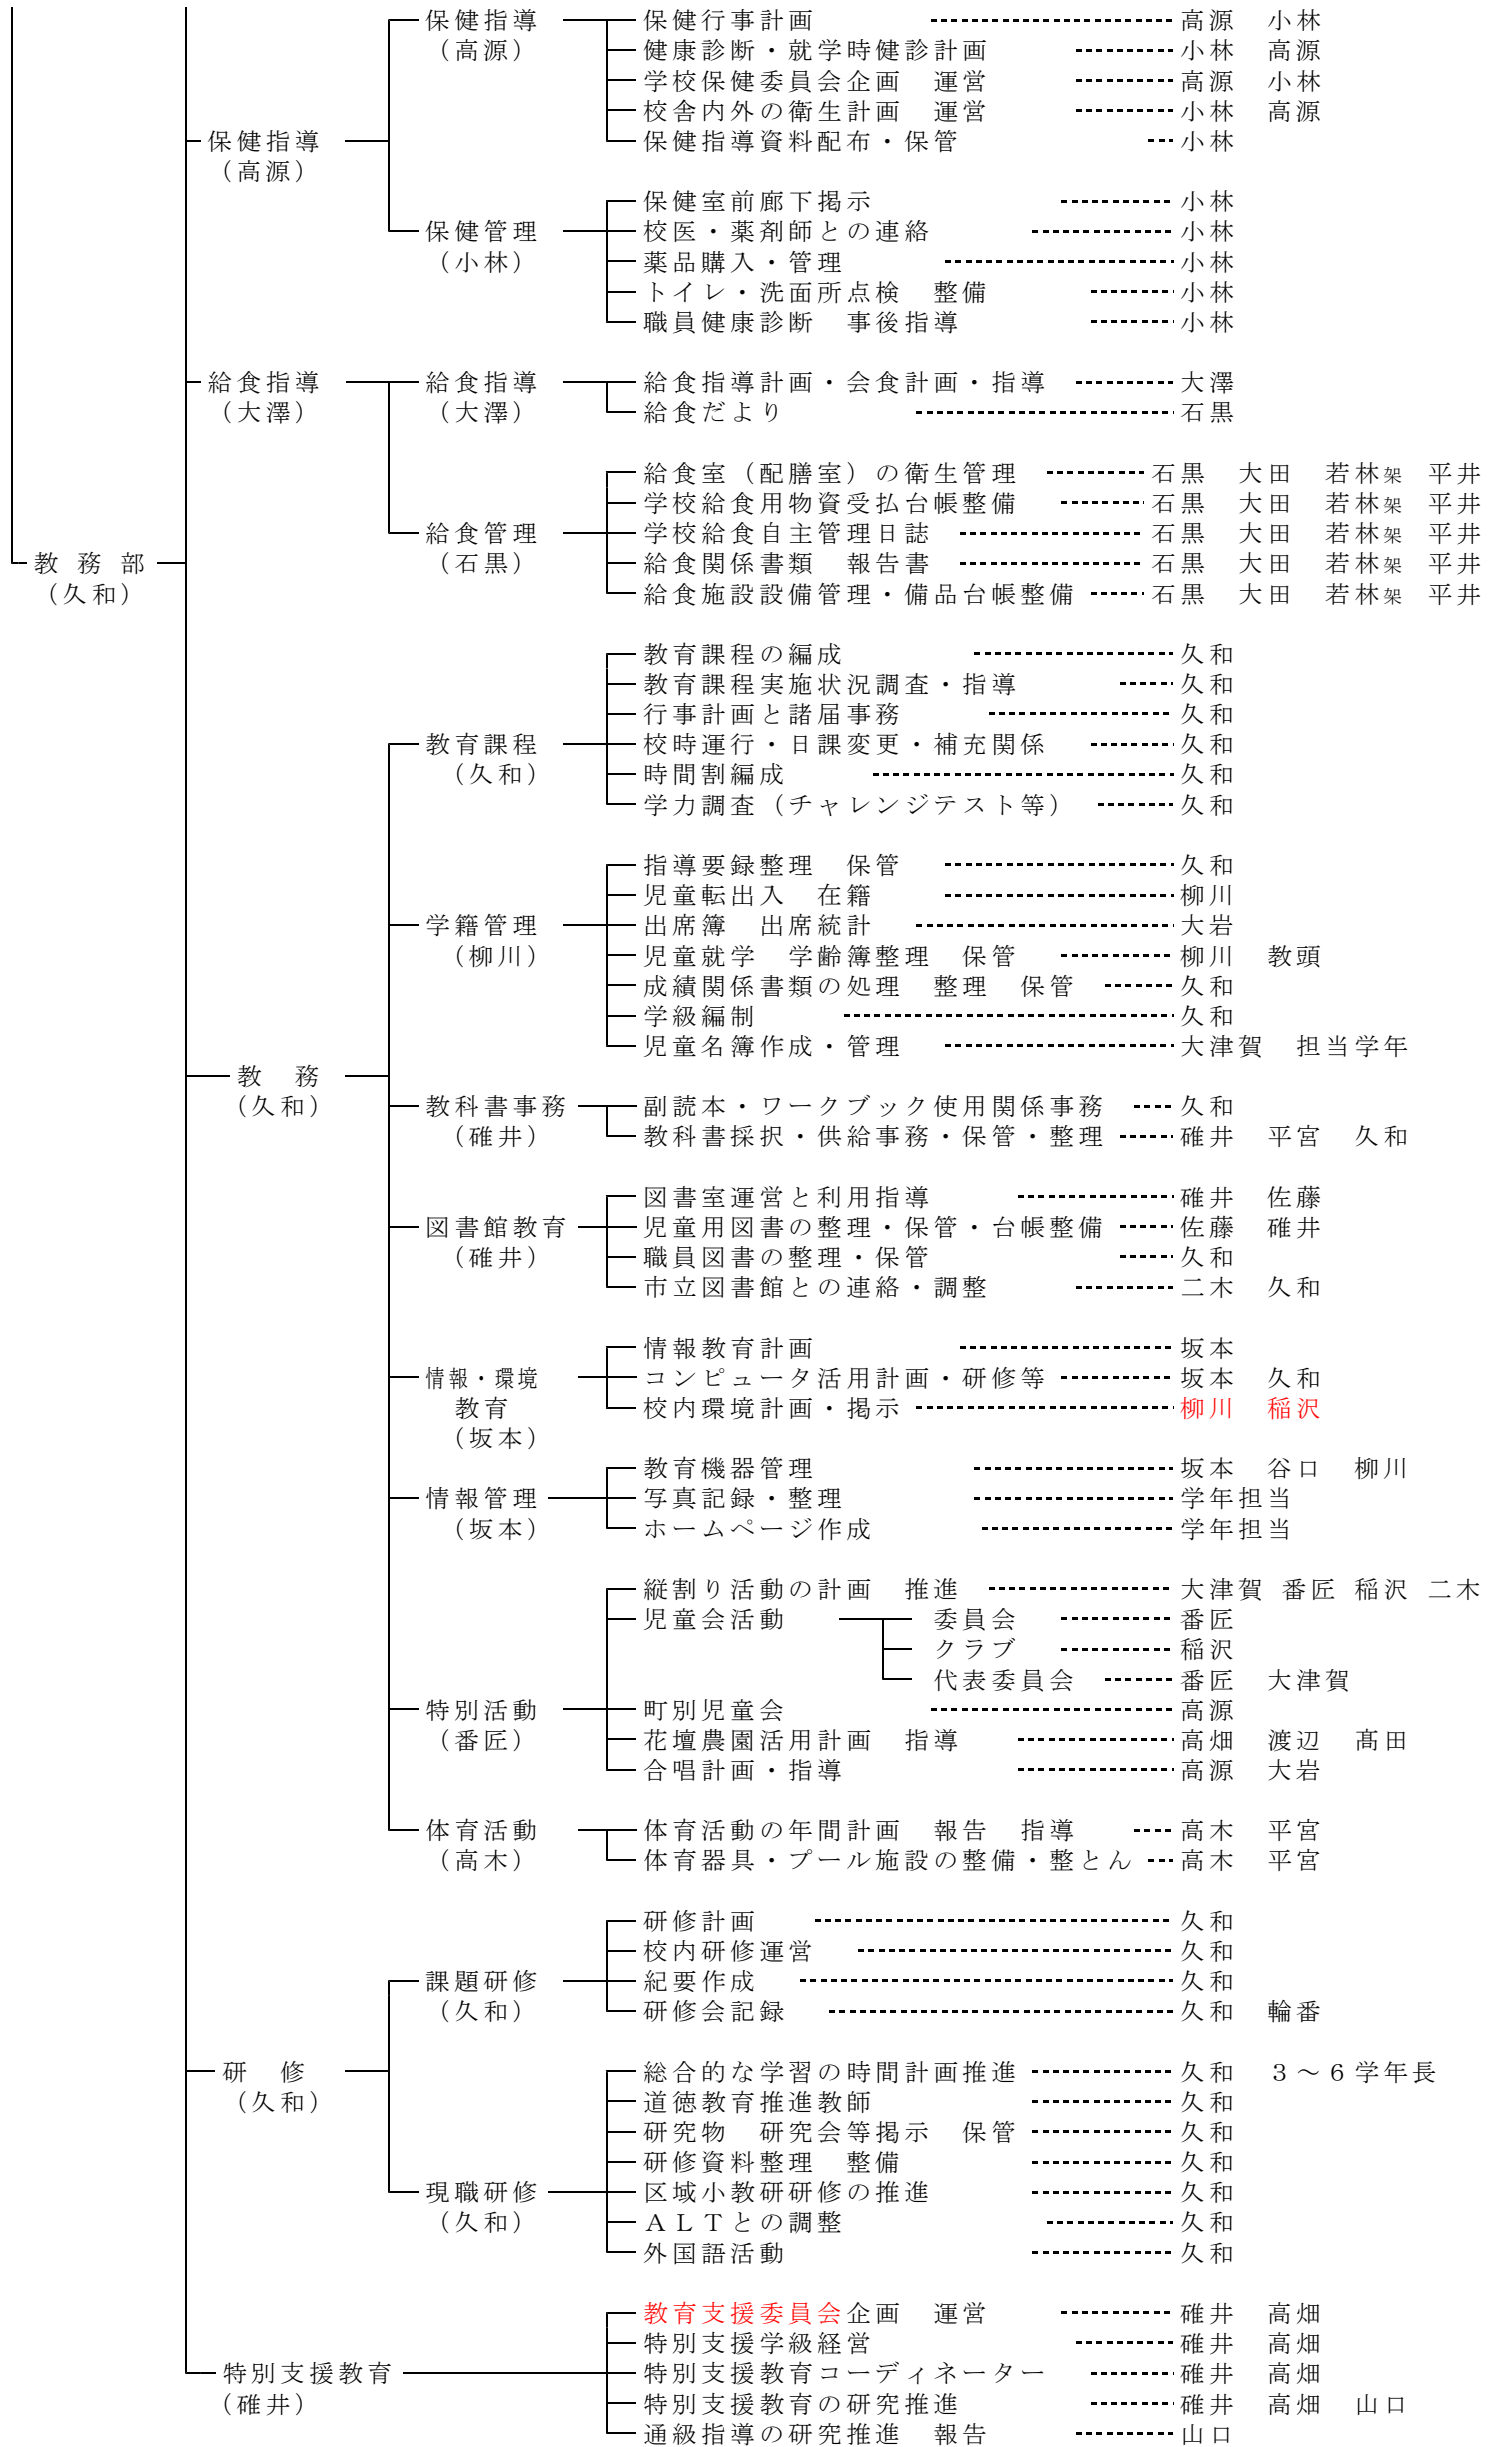 保健指導 保健行事計画 高源 小林
（高源） 健康診断・就学時健診計画 小林 高源
学校保健委員会企画 運営 高源 小林
校舎内外の衛生計画 運営 小林 高源
保健指導 保健指導資料配布・保管 小林
（高源）
保健室前廊下掲示 小林
保健管理 校医・薬剤師との連絡 小林
（小林） 薬品購入・管理 小林
トイレ・洗面所点検 整備 小林
職員健康診断 事後指導 小林
給食指導 給食指導 給食指導計画・会食計画・指導 大澤
（大澤） （大澤） 給食だより 石黒
給食室（配膳室）の衛生管理 石黒 大田 若林架 平井
学校給食用物資受払台帳整備 石黒 大田 若林架 平井
給食管理 学校給食自主管理日誌 石黒 大田 若林架 平井
教務部 （石黒） 給食関係書類 報告書 石黒 大田 若林架 平井
（久和） 給食施設設備管理・備品台帳整備 石黒 大田 若林架 平井
教育課程の編成 久和
教育課程実施状況調査・指導 久和
行事計画と諸届事務 久和
教育課程 校時運行・日課変更・補充関係 久和
（久和） 時間割編成 久和
学力調査（チャレンジテスト等） 久和
指導要録整理 保管 久和
児童転出入 在籍 柳川
学籍管理 出席簿 出席統計 大岩
（柳川） 児童就学 学齢簿整理 保管 柳川 教頭
成績関係書類の処理 整理 保管 久和
学級編制 久和
児童名簿作成・管理 大津賀 担当学年
教 務
（久和） 教科書事務 副読本・ワークブック使用関係事務 久和
（碓井） 教科書採択・供給事務・保管・整理 碓井 平宮 久和
図書室運営と利用指導 碓井 佐藤
図書館教育 児童用図書の整理・保管・台帳整備 佐藤 碓井
（碓井） 職員図書の整理・保管 久和
市立図書館との連絡・調整 二木 久和
情報教育計画 坂本
情報・環境 コンピュータ活用計画・研修等 坂本 久和
教育 校内環境計画・掲示 柳川 稲沢
（坂本）
教育機器管理 坂本 谷口 柳川
情報管理 写真記録・整理 学年担当
（坂本） ホームページ作成 学年担当
縦割り活動の計画 推進 大津賀 番匠 稲沢 二木
児童会活動 委員会 番匠
クラブ 稲沢
代表委員会 番匠 大津賀
特別活動 町別児童会 高源
（番匠） 花壇農園活用計画 指導 高畑 渡辺 髙田
合唱計画・指導 高源 大岩
体育活動 体育活動の年間計画 報告 指導 高木 平宮
（高木） 体育器具・プール施設の整備・整とん 高木 平宮
研修計画 久和
校内研修運営 久和
課題研修 紀要作成 久和
（久和） 研修会記録 久和 輪番
研 修 総合的な学習の時間計画推進 久和 ３～６学年長
（久和） 道徳教育推進教師 久和
研究物 研究会等掲示 保管 久和
研修資料整理 整備 久和
現職研修 区域小教研研修の推進 久和
（久和） ＡＬＴとの調整 久和
外国語活動 久和
教育支援委員会企画 運営 碓井 高畑
特別支援学級経営 碓井 高畑
特別支援教育 特別支援教育コーディネーター 碓井 高畑
（碓井） 特別支援教育の研究推進 碓井 高畑 山口
通級指導の研究推進 報告 山口